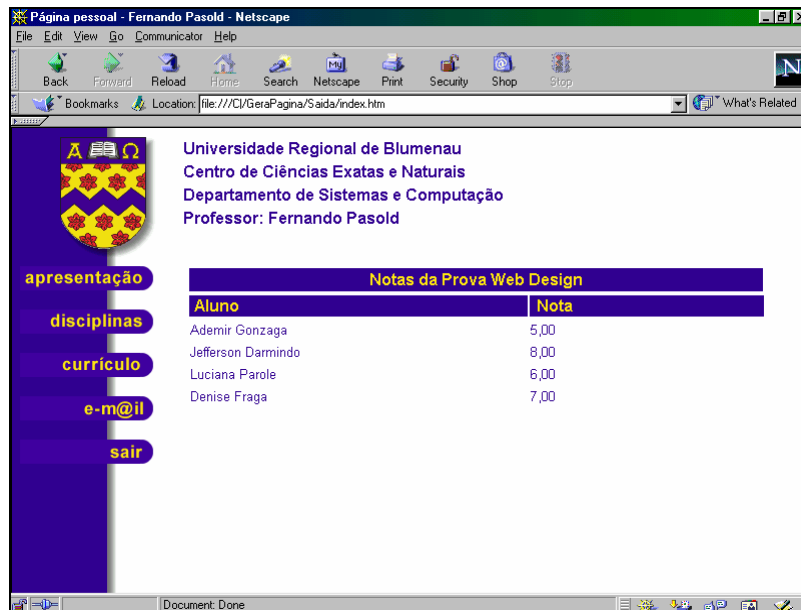 Página pessoal - Fernando Pasold - Netscape
File Edit View Go Communicator Help
Back Forward Reload Home Search Netscape Print Security Shop Stop
Bookmarks Location: file:///C|/GeraPagina/Saida/index.htm What's Related
Α Ω
Universidade Regional de Blumenau
Centro de Ciências Exatas e Naturais
Departamento de Sistemas e Computação
Professor: Fernando Pasold
apresentação
disciplinas
currículo
e-m@il
sair
Notas da Prova Web Design
Aluno Nota
Ademir Gonzaga 5,00
Jefferson Darmindo 8,00
Luciana Parole 6,00
Denise Fraga 7,00
Document: Done